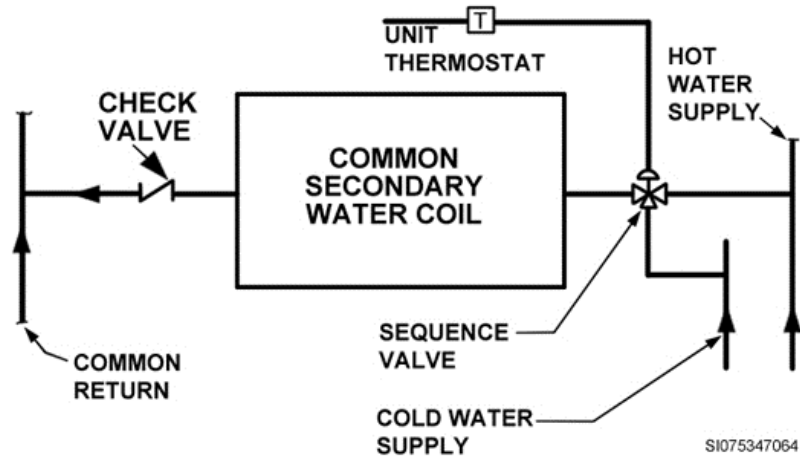 T
UNIT
THERMOSTAT
HOT
WATER
SUPPLY
CHECK
VALVE
COMMON
SECONDARY
WATER COIL
SEQUENCE
VALVE
COMMON
RETURN
COLD WATER
SUPPLY
SI075347064